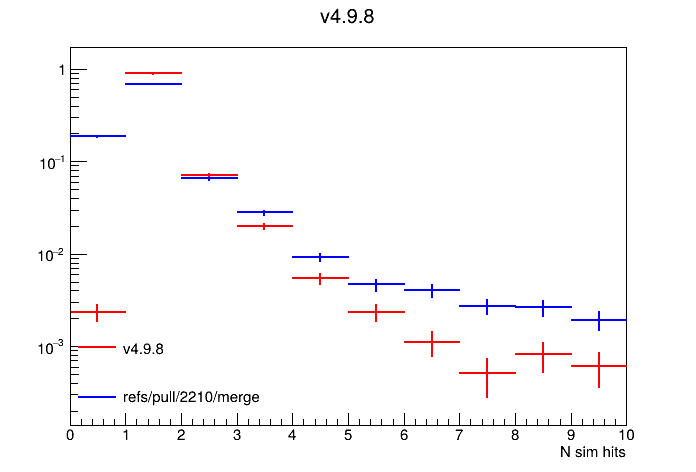 v4.9.8
1
10⁻¹
10⁻²
10⁻³
v4.9.8
refs/pull/2210/merge
0 1 2 3 4 5 6 7 8 9 10
N sim hits